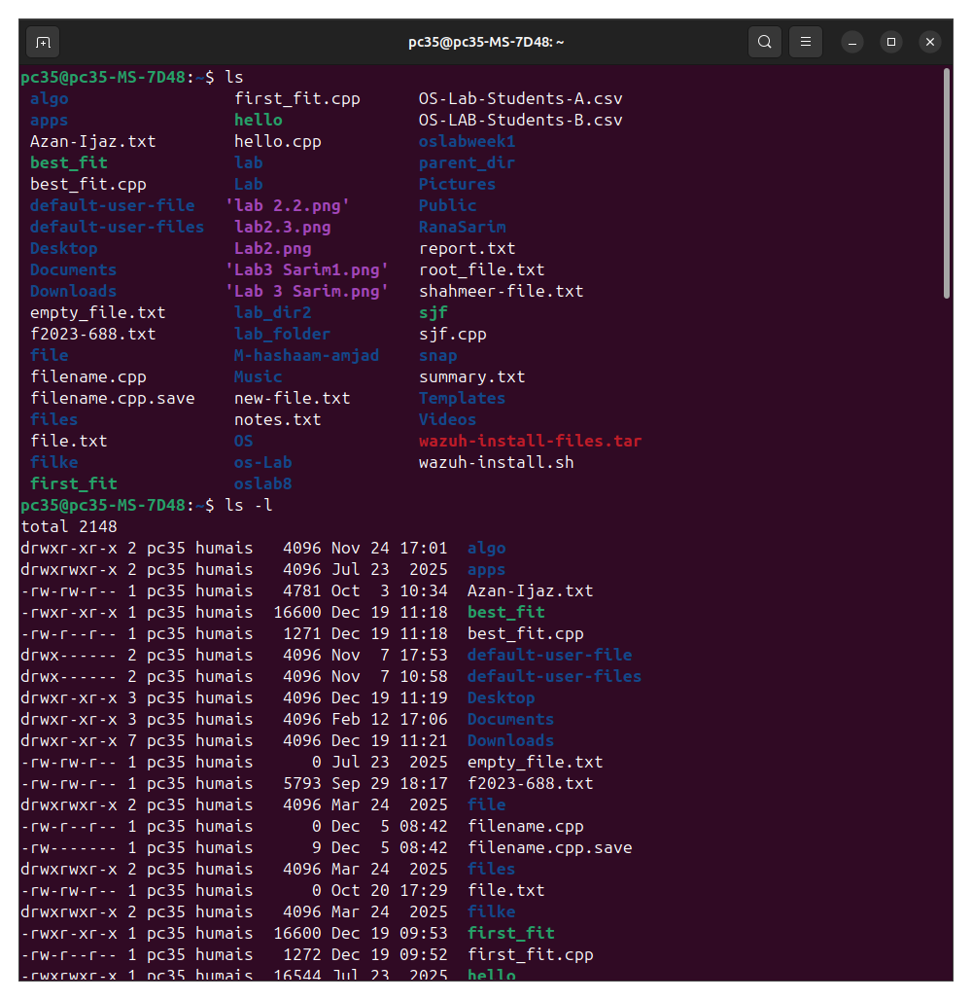 pc35@pc35-MS-7D48: ~
pc35@pc35-MS-7D48:~$ ls
algo                 first_fit.cpp      OS-Lab-Students-A.csv
apps                 hello              OS-LAB-Students-B.csv
Azan-Ijaz.txt        hello.cpp          oslabweek1
best_fit             lab                parent_dir
best_fit.cpp         Lab                Pictures
default-user-file   'lab 2.2.png'       Public
default-user-files   lab2.3.png         RanaSarim
Desktop              Lab2.png           report.txt
Documents           'Lab3 Sarim1.png'   root_file.txt
Downloads           'Lab 3 Sarim.png'   shahmeer-file.txt
empty_file.txt       lab_dir2           sjf
f2023-688.txt        lab_folder         sjf.cpp
file                 M-hashaam-amjad    snap
filename.cpp         Music              summary.txt
filename.cpp.save    new-file.txt       Templates
files                notes.txt          Videos
file.txt             OS                 wazuh-install-files.tar
filke                os-Lab             wazuh-install.sh
first_fit            oslab8
pc35@pc35-MS-7D48:~$ ls -l
total 2148
drwxr-xr-x 2 pc35 humais   4096 Nov 24 17:01  algo
drwxrwxr-x 2 pc35 humais   4096 Jul 23  2025  apps
-rw-rw-r-- 1 pc35 humais   4781 Oct  3 10:34  Azan-Ijaz.txt
-rwxr-xr-x 1 pc35 humais  16600 Dec 19 11:18  best_fit
-rw-r--r-- 1 pc35 humais   1271 Dec 19 11:18  best_fit.cpp
drwx------ 2 pc35 humais   4096 Nov  7 17:53  default-user-file
drwx------ 2 pc35 humais   4096 Nov  7 10:58  default-user-files
drwxr-xr-x 3 pc35 humais   4096 Dec 19 11:19  Desktop
drwxr-xr-x 3 pc35 humais   4096 Feb 12 17:06  Documents
drwxr-xr-x 7 pc35 humais   4096 Dec 19 11:21  Downloads
-rw-rw-r-- 1 pc35 humais      0 Jul 23  2025  empty_file.txt
-rw-rw-r-- 1 pc35 humais   5793 Sep 29 18:17  f2023-688.txt
drwxrwxr-x 2 pc35 humais   4096 Mar 24  2025  file
-rw-r--r-- 1 pc35 humais      0 Dec  5 08:42  filename.cpp
-rw------- 1 pc35 humais      9 Dec  5 08:42  filename.cpp.save
drwxrwxr-x 2 pc35 humais   4096 Mar 24  2025  files
-rw-rw-r-- 1 pc35 humais      0 Oct 20 17:29  file.txt
drwxrwxr-x 2 pc35 humais   4096 Mar 24  2025  filke
-rwxr-xr-x 1 pc35 humais  16600 Dec 19 09:53  first_fit
-rw-r--r-- 1 pc35 humais   1272 Dec 19 09:52  first_fit.cpp
-rwxrwxr-x 1 pc35 humais  16544 Jul 23  2025  hello